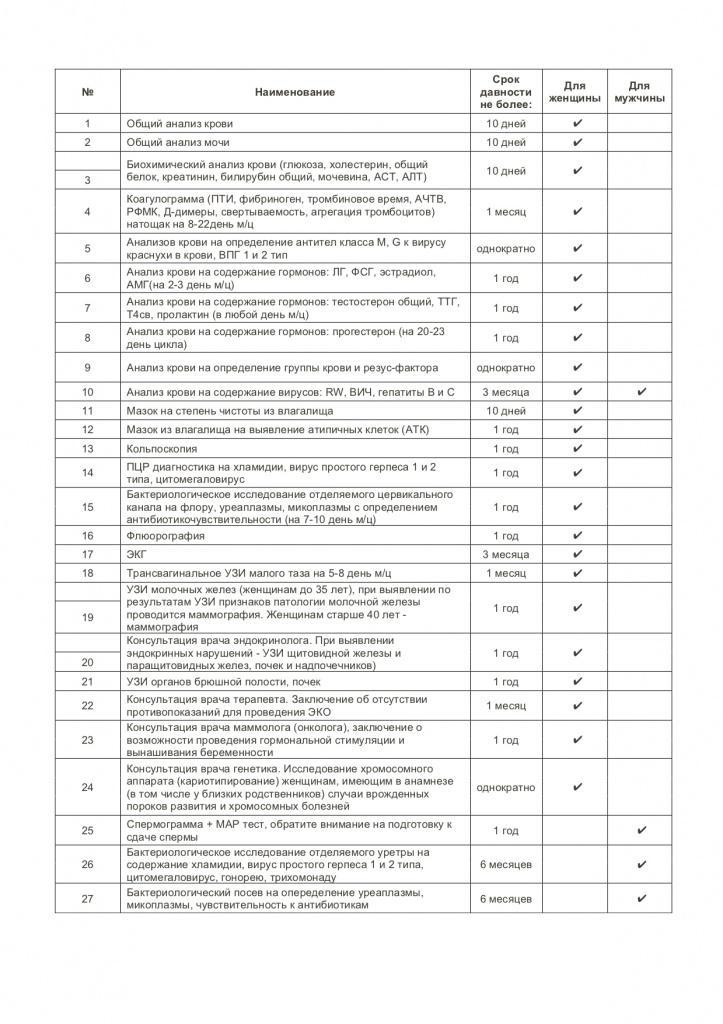 № Наименование Срок давности не более: Для женщины Для мужчины
1 Общий анализ крови 10 дней ✔
2 Общий анализ мочи 10 дней ✔
3 Биохимический анализ крови (глюкоза, холестерин, общий
белок, креатинин, билирубин общий, мочевина, АСТ, АЛТ) 10 дней ✔
4 Коагулограмма (ПТИ, фибриноген, тромбиновое время, АЧТВ,
РФМК, Д-димеры, свертываемость, агрегация тромбоцитов)
натощак на 8-22день м/ц 1 месяц ✔
5 Анализов крови на определение антител класса M, G к вирусу
краснухи в крови, ВПГ 1 и 2 тип однократно ✔
6 Анализ крови на содержание гормонов: ЛГ, ФСГ, эстрадиол,
АМГ(на 2-3 день м/ц) 1 год ✔
7 Анализ крови на содержание гормонов: тестостерон общий, ТТГ,
Т4св, пролактин (в любой день м/ц) 1 год ✔
8 Анализ крови на содержание гормонов: прогестерон (на 20-23
день цикла) 1 год ✔
9 Анализ крови на определение группы крови и резус-фактора однократно ✔
10 Анализ крови на содержание вирусов: RW, ВИЧ, гепатиты В и С 3 месяца ✔ ✔
11 Мазок на степень чистоты из влагалища 10 дней ✔
12 Мазок из влагалища на выявление атипичных клеток (АТК) 1 год ✔
13 Кольпоскопия 1 год ✔
14 ПЦР диагностика на хламидии, вирус простого герпеса 1 и 2
типа, цитомегаловирус 1 год ✔
15 Бактериологическое исследование отделяемого цервикального
канала на флору, уреаплазмы, микоплазмы с определением
антибиотикочувствительности (на 7-10 день м/ц) 1 год ✔
16 Флюорография 1 год ✔
17 ЭКГ 3 месяца ✔
18 Трансвагинальное УЗИ малого таза на 5-8 день м/ц 1 месяц ✔
19 УЗИ молочных желез (женщинам до 35 лет), при выявлении по
результатам УЗИ признаков патологии молочной железы
проводится маммография. Женщинам старше 40 лет -
маммография 1 год ✔
20 Консультация врача эндокринолога. При выявлении
эндокринных нарушений - УЗИ щитовидной железы и
паращитовидных желез, почек и надпочечников) 1 год ✔
21 УЗИ органов брюшной полости, почек 1 год ✔
22 Консультация врача терапевта. Заключение об отсутствии
противопоказаний для проведения ЭКО 1 месяц ✔
23 Консультация врача маммолога (онколога), заключение о
возможности проведения гормональной стимуляции и
вынашивания беременности 1 год ✔
24 Консультация врача генетика. Исследование хромосомного
аппарата (кариотипирование) женщинам, имеющим в анамнезе
(в том числе у близких родственников) случаи врожденных
пороков развития и хромосомных болезней однократно ✔
25 Спермограмма + МАР тест, обратите внимание на подготовку к
сдаче спермы 1 год ✔
26 Бактериологическое исследование отделяемого уретры на
содержание хламидии, вирус простого герпеса 1 и 2 типа,
цитомегаловирус, гонорею, трихомонаду 6 месяцев ✔
27 Бактериологический посев на опеределение уреаплазмы,
микоплазмы, чувствительность к антибиотикам 6 месяцев ✔